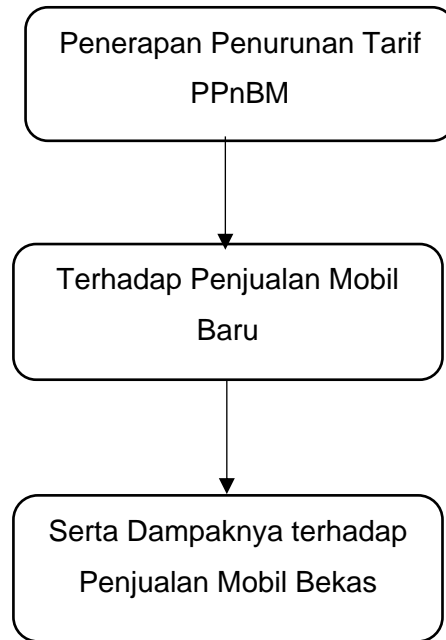 Penerapan Penurunan Tarif
PPnBM
Terhadap Penjualan Mobil
Baru
Serta Dampaknya terhadap
Penjualan Mobil Bekas